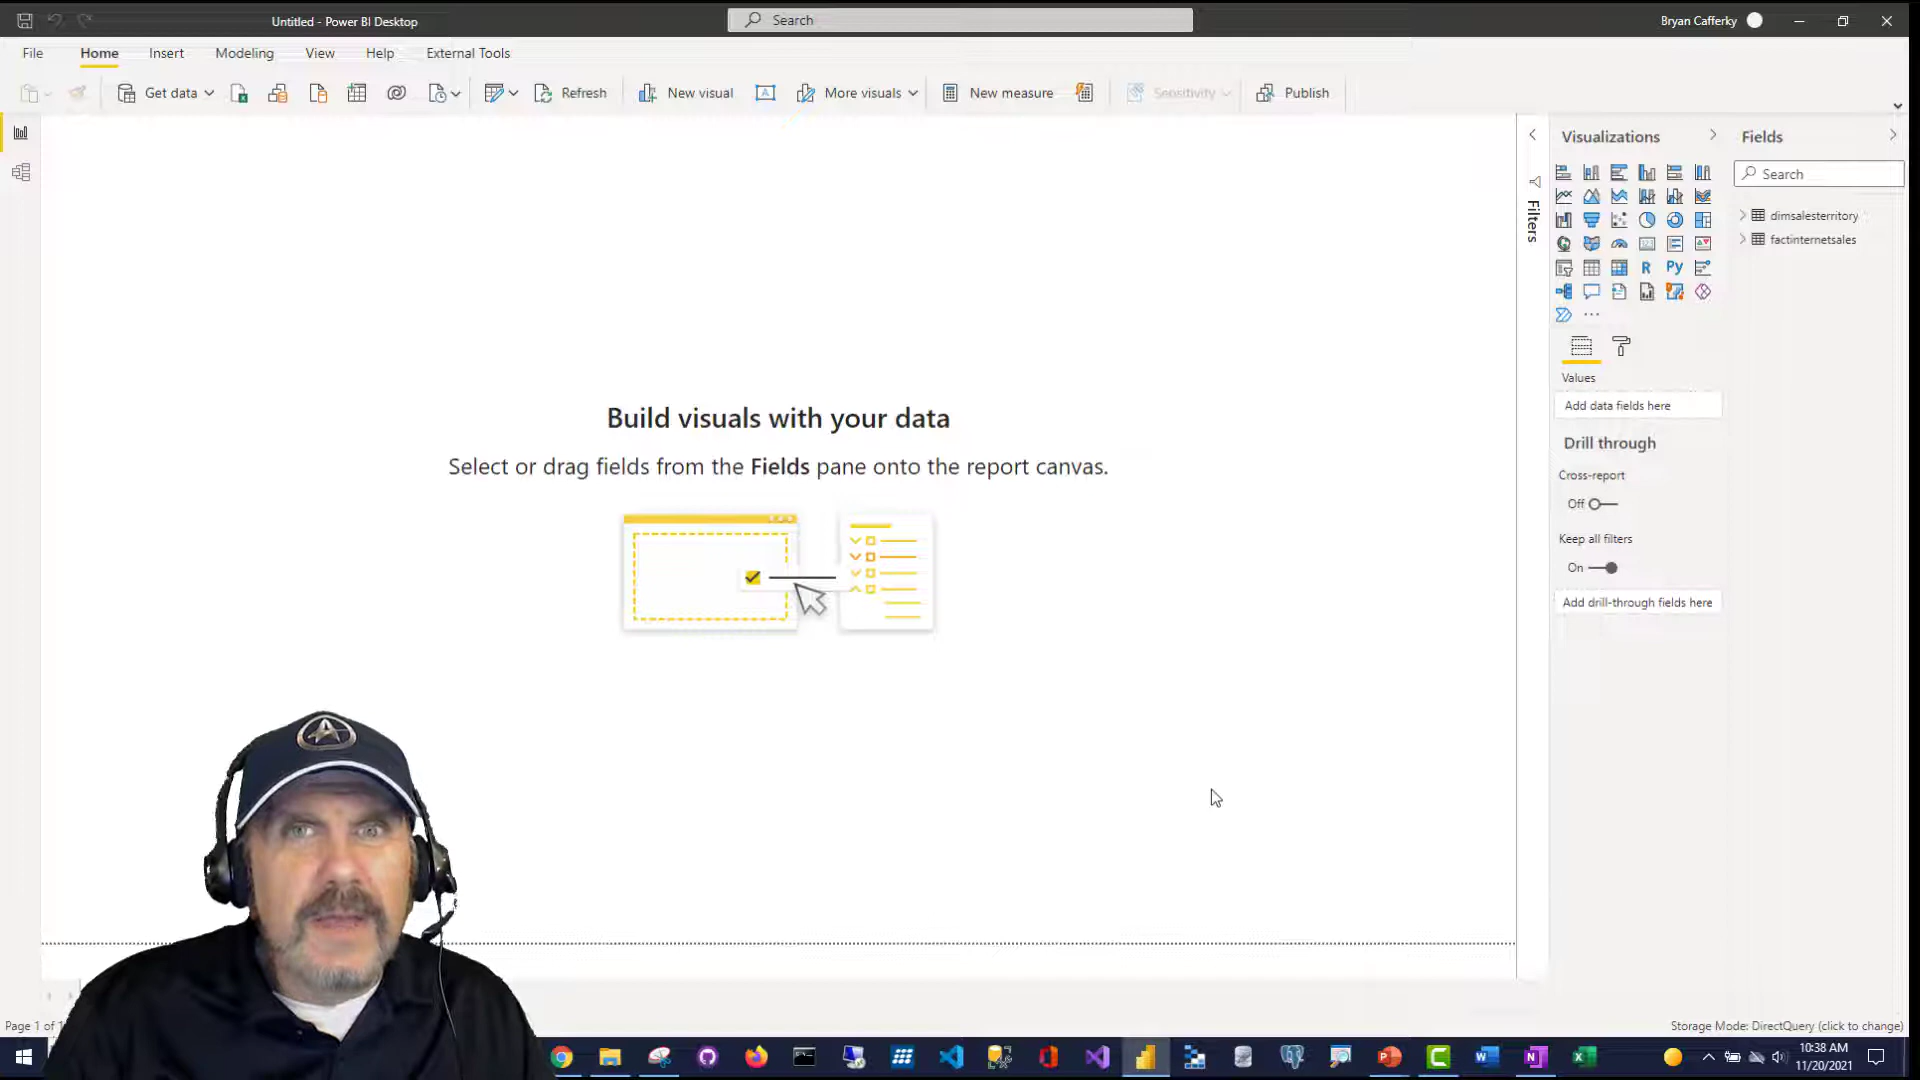 Untitled - Power BI Desktop
Search
Bryan Cafferky
File Home Insert Modeling View Help External Tools
Get data
Refresh
New visual
More visuals
New measure
Sensitivity
Publish
Visualizations
Fields
Search
Filters
dimsalesterritory
factinternetsales
R
Py
Values
Add data fields here
Drill through
Cross-report
Off
Keep all filters
On
Add drill-through fields here
Build visuals with your data
Select or drag fields from the Fields pane onto the report canvas.
Page 1 of 1
Storage Mode: DirectQuery (click to change)
10:38 AM
11/20/2021